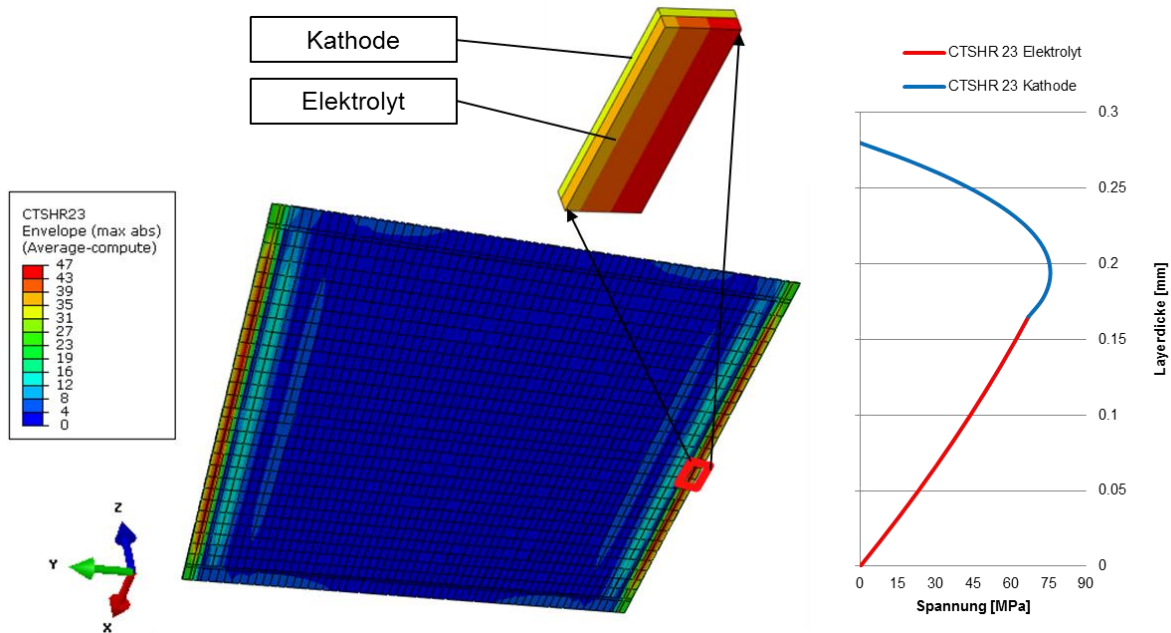 Kathode
Elektrolyt
CTSHR23
Envelope (max abs)
(Average-compute)
47
43
39
35
31
27
23
19
16
12
8
4
0
Z
Y
X
CTSHR 23 Elektrolyt
CTSHR 23 Kathode
0.3
0.25
0.2
0.15
0.1
0.05
0
Layerdicke [mm]
0 15 30 45 60 75 90
Spannung [MPa]